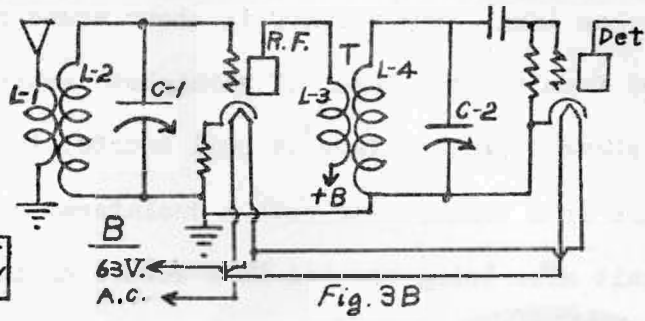 R.F.
Det
L-1
L-2
C-1
L-3
T
L-4
C-2
+B
B
63V.
A.C.
Fig. 3B